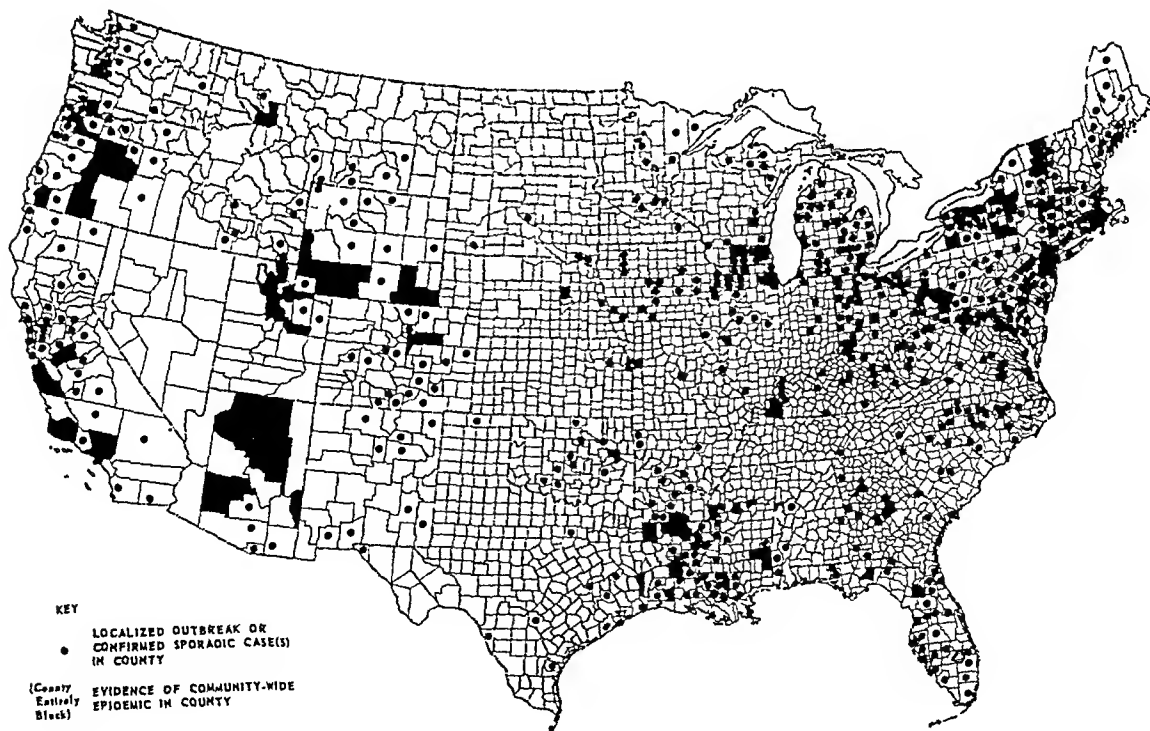 KEY
LOCALIZED OUTBREAK OR
CONFIRMED SPORADIC CASE(S)
IN COUNTY
(County
Entirely
Black)
EVIDENCE OF COMMUNITY-WIDE
EPIDEMIC IN COUNTY